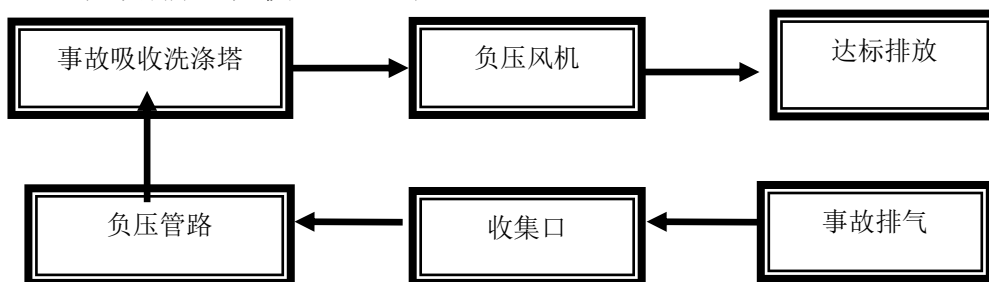 事故吸收洗涤塔
负压风机
达标排放
负压管路
收集口
事故排气